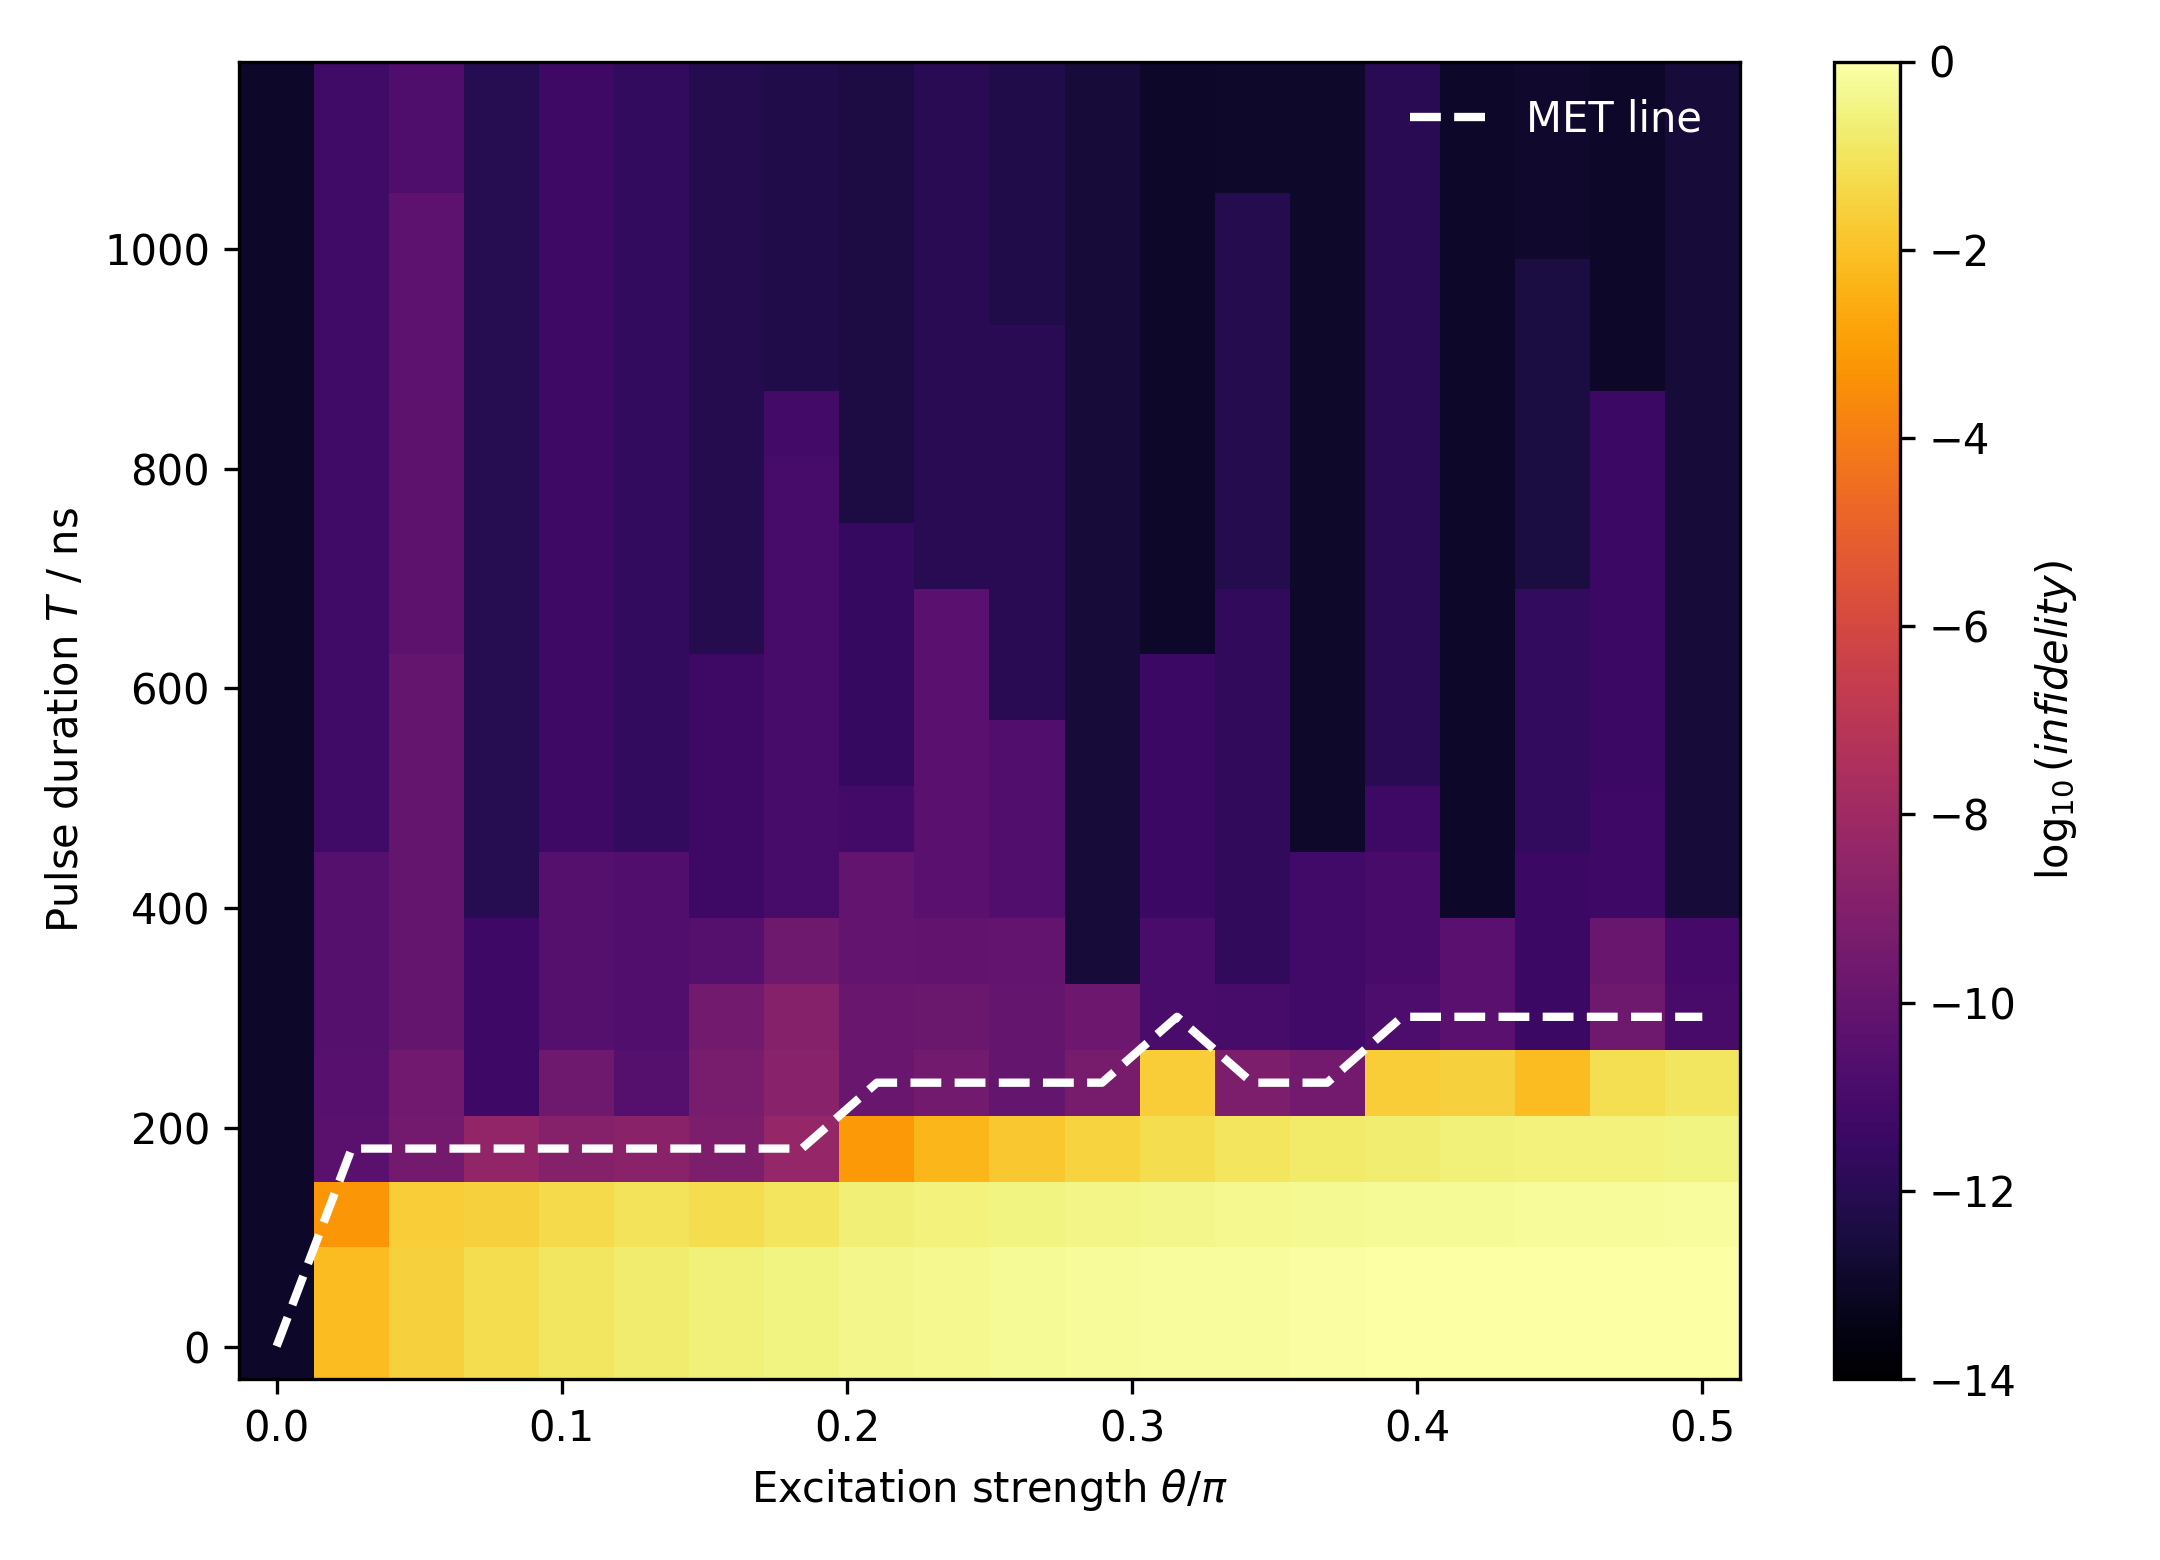 MET line
1000
800
600
400
200
0
Pulse duration T / ns
0.0 0.1 0.2 0.3 0.4 0.5
Excitation strength θ/π
0
−2
−4
−6
−8
−10
−12
−14
log₁₀(infidelity)